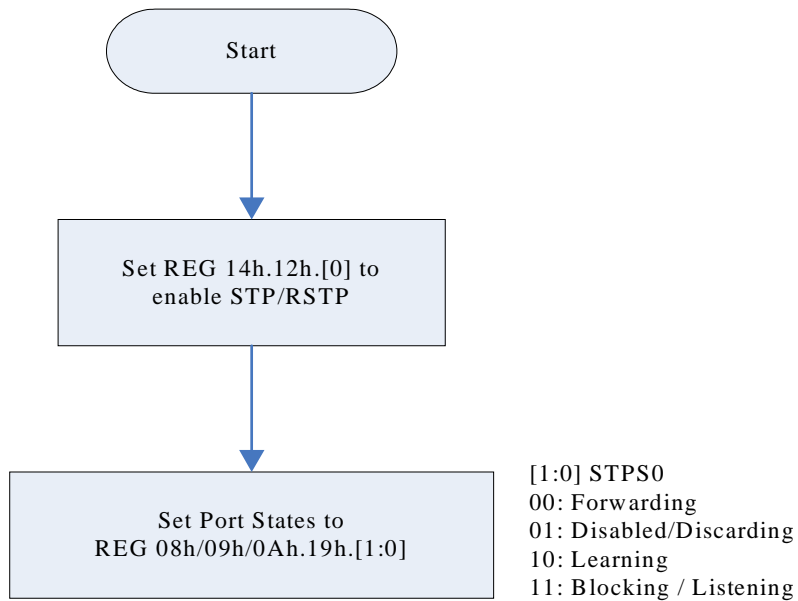 Start
Set REG 14h.12h.[0] to
enable STP/RSTP
Set Port States to
REG 08h/09h/0Ah.19h.[1:0]
[1:0] STPS0
00: Forwarding
01: Disabled/Discarding
10: Learning
11: Blocking / Listening